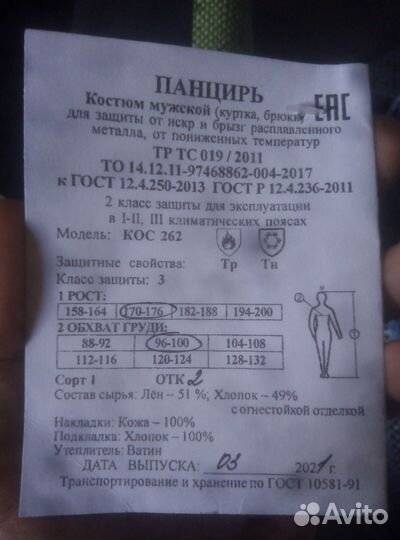 ПАНЦИРЬ
Костюм мужской (куртка, брюки) EAC
для защиты от искр и брызг расплавленного
металла, от пониженных температур
ТР ТС 019 / 2011
ТО 14.12.11-97468862-004-2017
к ГОСТ 12.4.250-2013 ГОСТ Р 12.4.236-2011
2 класс защиты для эксплуатации
в I-II, III климатических поясах
Модель: КОС 262
Защитные свойства: Тр Тн
Класс защиты: 3
1 РОСТ:
158-164 170-176 182-188 194-200
2 ОБХВАТ ГРУДИ:
88-92 96-100 104-108
112-116 120-124 128-132
Сорт 1 ОТК 2
Состав сырья: Лён – 51 %; Хлопок – 49%
с огнестойкой отделкой
Накладки: Кожа – 100%
Подкладка: Хлопок – 100%
Утеплитель: Ватин
ДАТА ВЫПУСКА: 03 2021 г.
Транспортирование и хранение по ГОСТ 10581-91
Avito